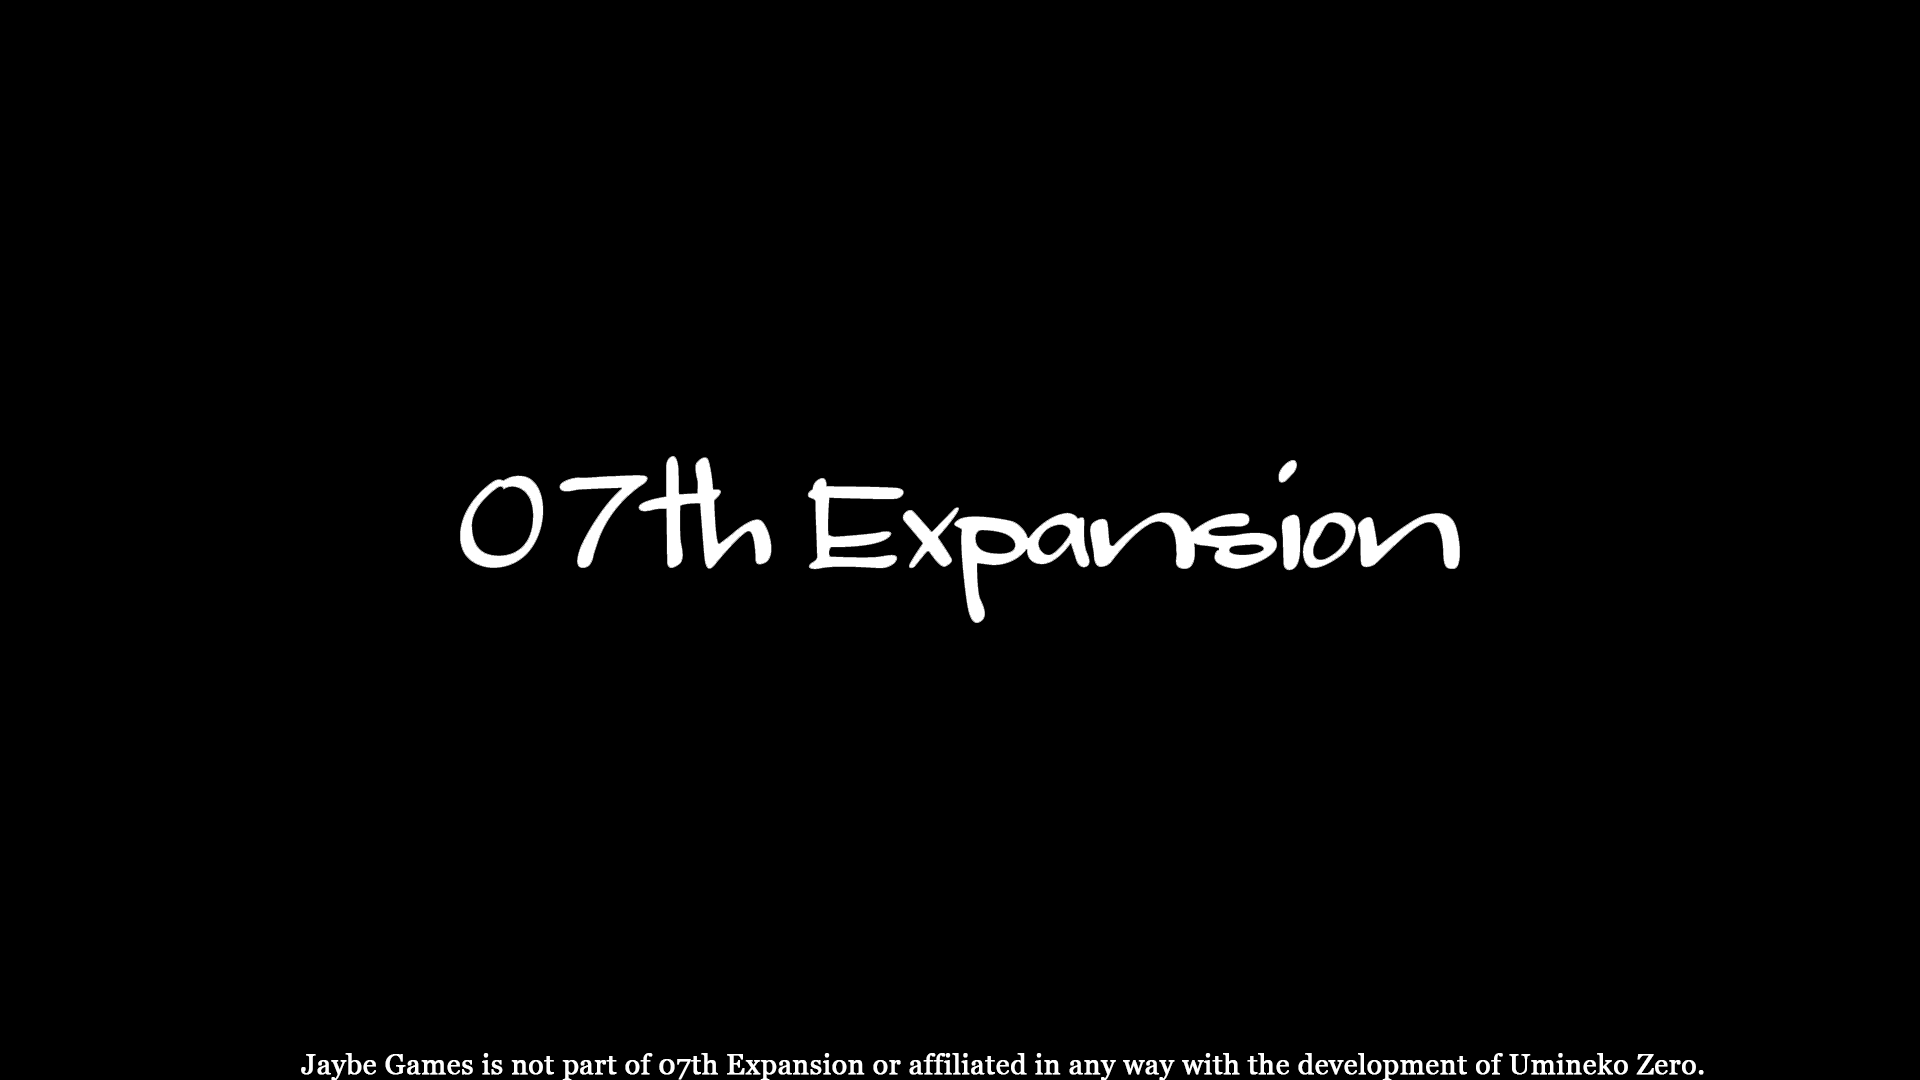 07th Expansion
Jaybe Games is not part of 07th Expansion or affiliated in any way with the development of Umineko Zero.